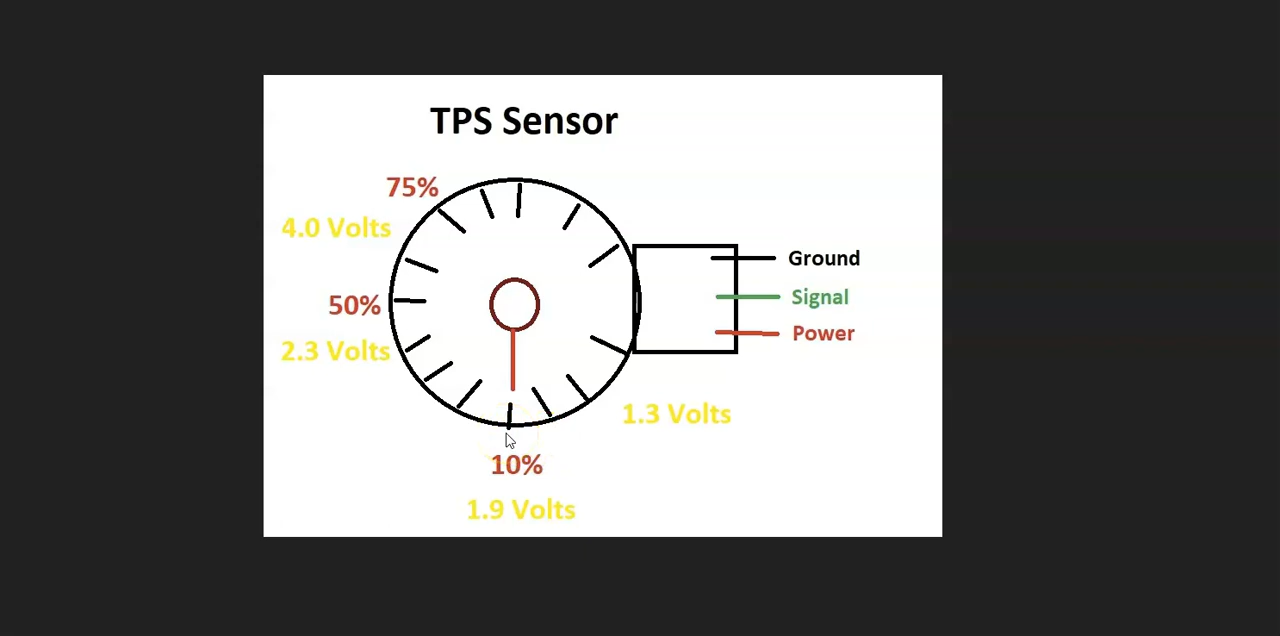 TPS Sensor
75%
4.0 Volts
50%
2.3 Volts
10%
1.9 Volts
1.3 Volts
Ground
Signal
Power